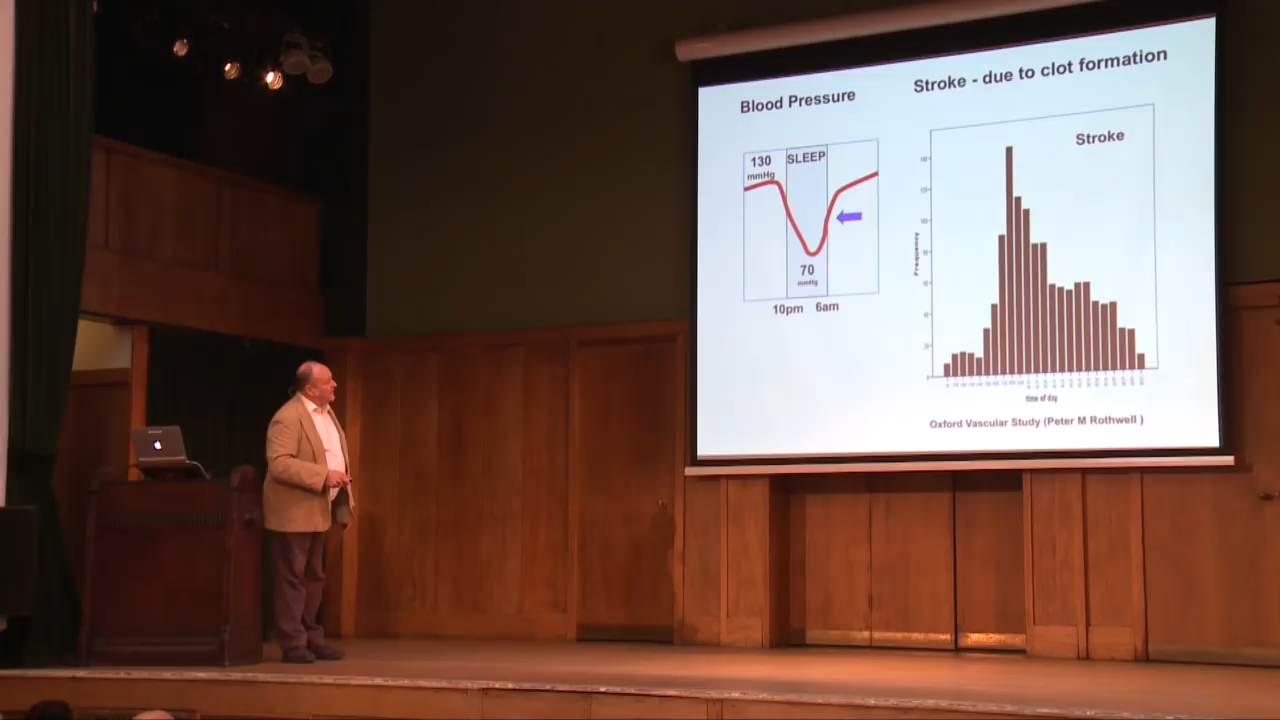 Blood Pressure
Stroke - due to clot formation
130
mmHg
SLEEP
70
mmHg
10pm 6am
Stroke
Frequency
time of day
Oxford Vascular Study (Peter M Rothwell )